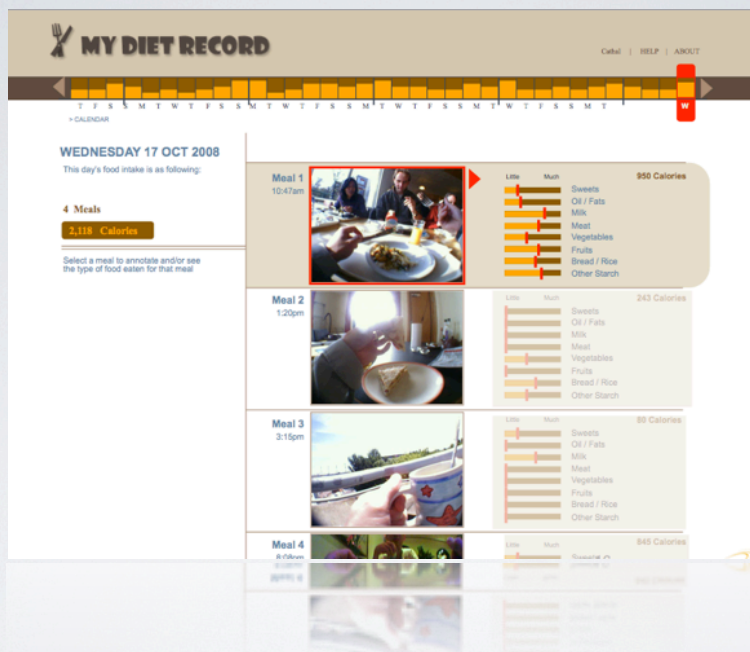 MY DIET RECORD
Cathal | HELP | ABOUT
T F S S M T W T F S S M T W T F S S M T W T F S S M T W T F S S M T W
> CALENDAR
WEDNESDAY 17 OCT 2008
This day's food intake is as following:
4 Meals
2,118 Calories
Select a meal to annotate and/or see
the type of food eaten for that meal
Meal 1
10:47am
Little Much
950 Calories
Sweets
Oil / Fats
Milk
Meat
Vegetables
Fruits
Bread / Rice
Other Starch
Meal 2
1:20pm
Little Much
243 Calories
Sweets
Oil / Fats
Milk
Meat
Vegetables
Fruits
Bread / Rice
Other Starch
Meal 3
3:15pm
Little Much
80 Calories
Sweets
Oil / Fats
Milk
Meat
Vegetables
Fruits
Bread / Rice
Other Starch
Meal 4
8:08pm
Little Much
845 Calories
Sweets